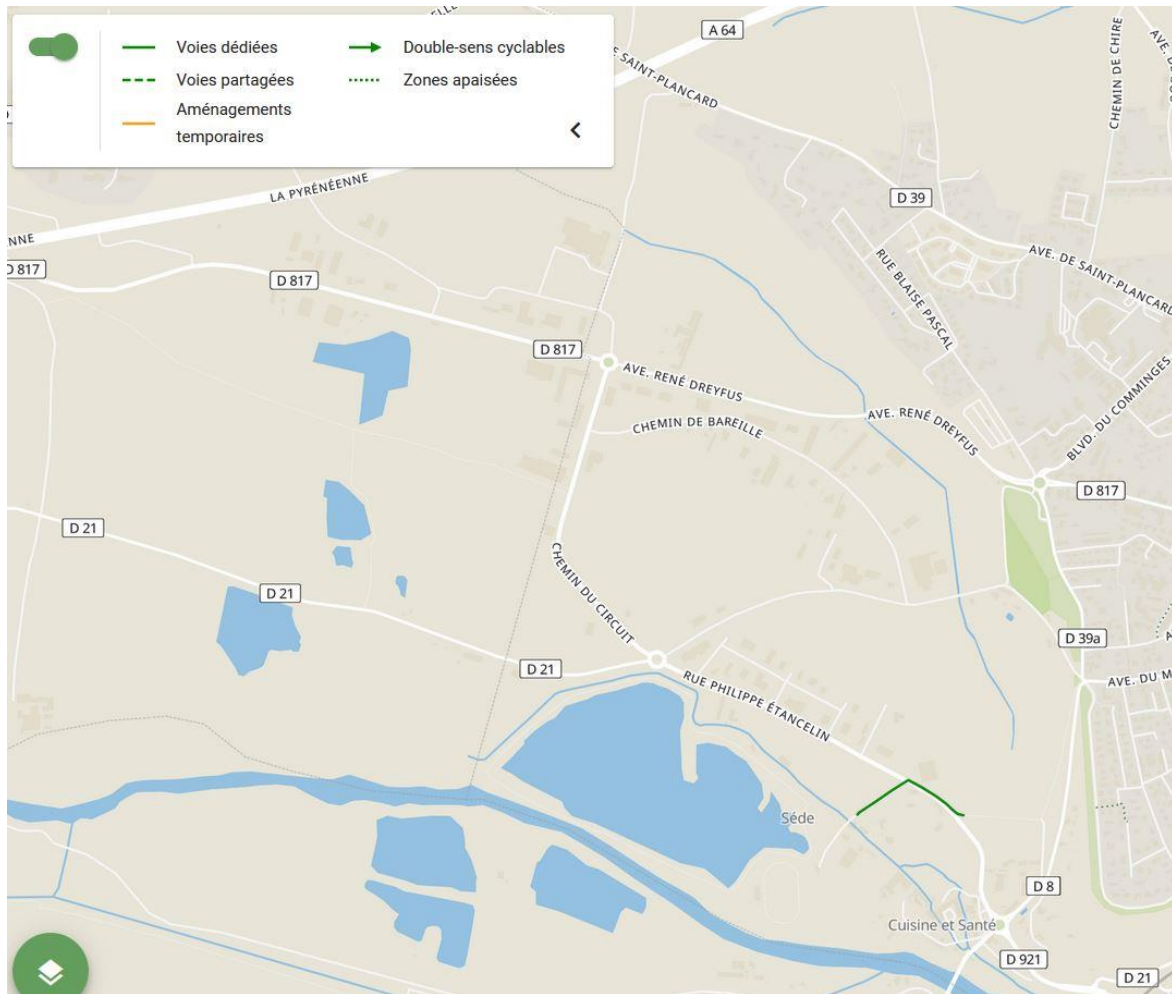 Voies dédiées
Double-sens cyclables
Voies partagées
Zones apaisées
Aménagements
temporaires
A 64
SAINT-PLANCARD
CHEMIN DE CHIRE
LA PYRÉNÉENNE
D 39
D 817
D 817
AVE. DE SAINT-PLANCARD
RUE BLAISE PASCAL
D 817
AVE. RENÉ DREYFUS
BLVD. DU COMMINGES
AVE. RENÉ DREYFUS
CHEMIN DE BAREILLE
D 817
D 21
CHEMIN DU CIRCUIT
D 21
D 39a
D 21
RUE PHILIPPE ÉTANCELIN
AVE. DU M
Séde
D 8
Cuisine et Santé
D 921
D 21